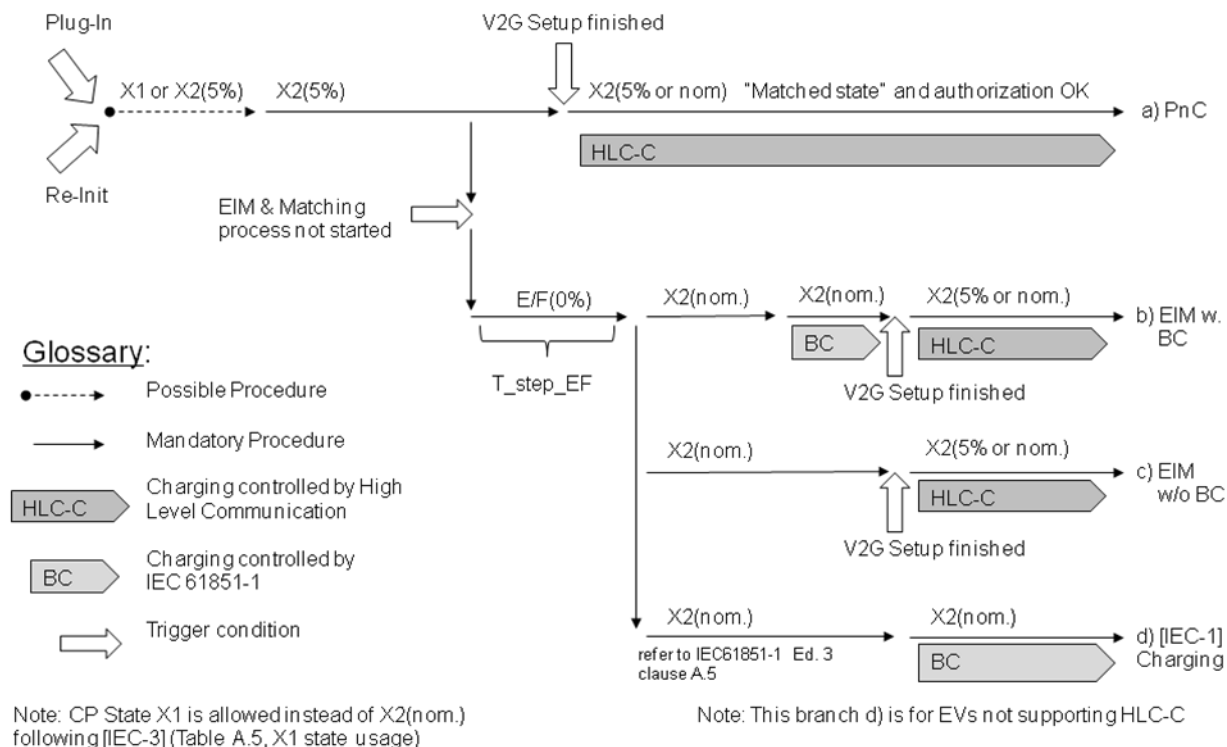 Plug-In
V2G Setup finished
X1 or X2(5%)
X2(5%)
X2(5% or nom)
"Matched state" and authorization OK
a) PnC
HLC-C
Re-Init
EIM & Matching
process not started
E/F(0%)
T_step_EF
X2(nom.)
X2(nom.)
X2(5% or nom.)
b) EIM w.
BC
BC
HLC-C
V2G Setup finished
X2(nom.)
X2(5% or nom.)
c) EIM
w/o BC
HLC-C
V2G Setup finished
X2(nom.)
X2(nom.)
d) [IEC-1]
Charging
refer to IEC61851-1 Ed. 3
clause A.5
BC
Glossary:
Possible Procedure
Mandatory Procedure
HLC-C
Charging controlled by High
Level Communication
BC
Charging controlled by
IEC 61851-1
Trigger condition
Note: CP State X1 is allowed instead of X2(nom.)
following [IEC-3] (Table A.5, X1 state usage)
Note: This branch d) is for EVs not supporting HLC-C